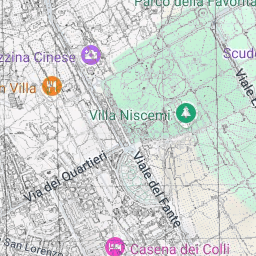 Parco della Favorita
zzina Cinese
Scude
n Villa
Viale
Villa Niscemi
Via dei Quartieri
Viale del Fante
San Lorenzo
Casena dei Colli